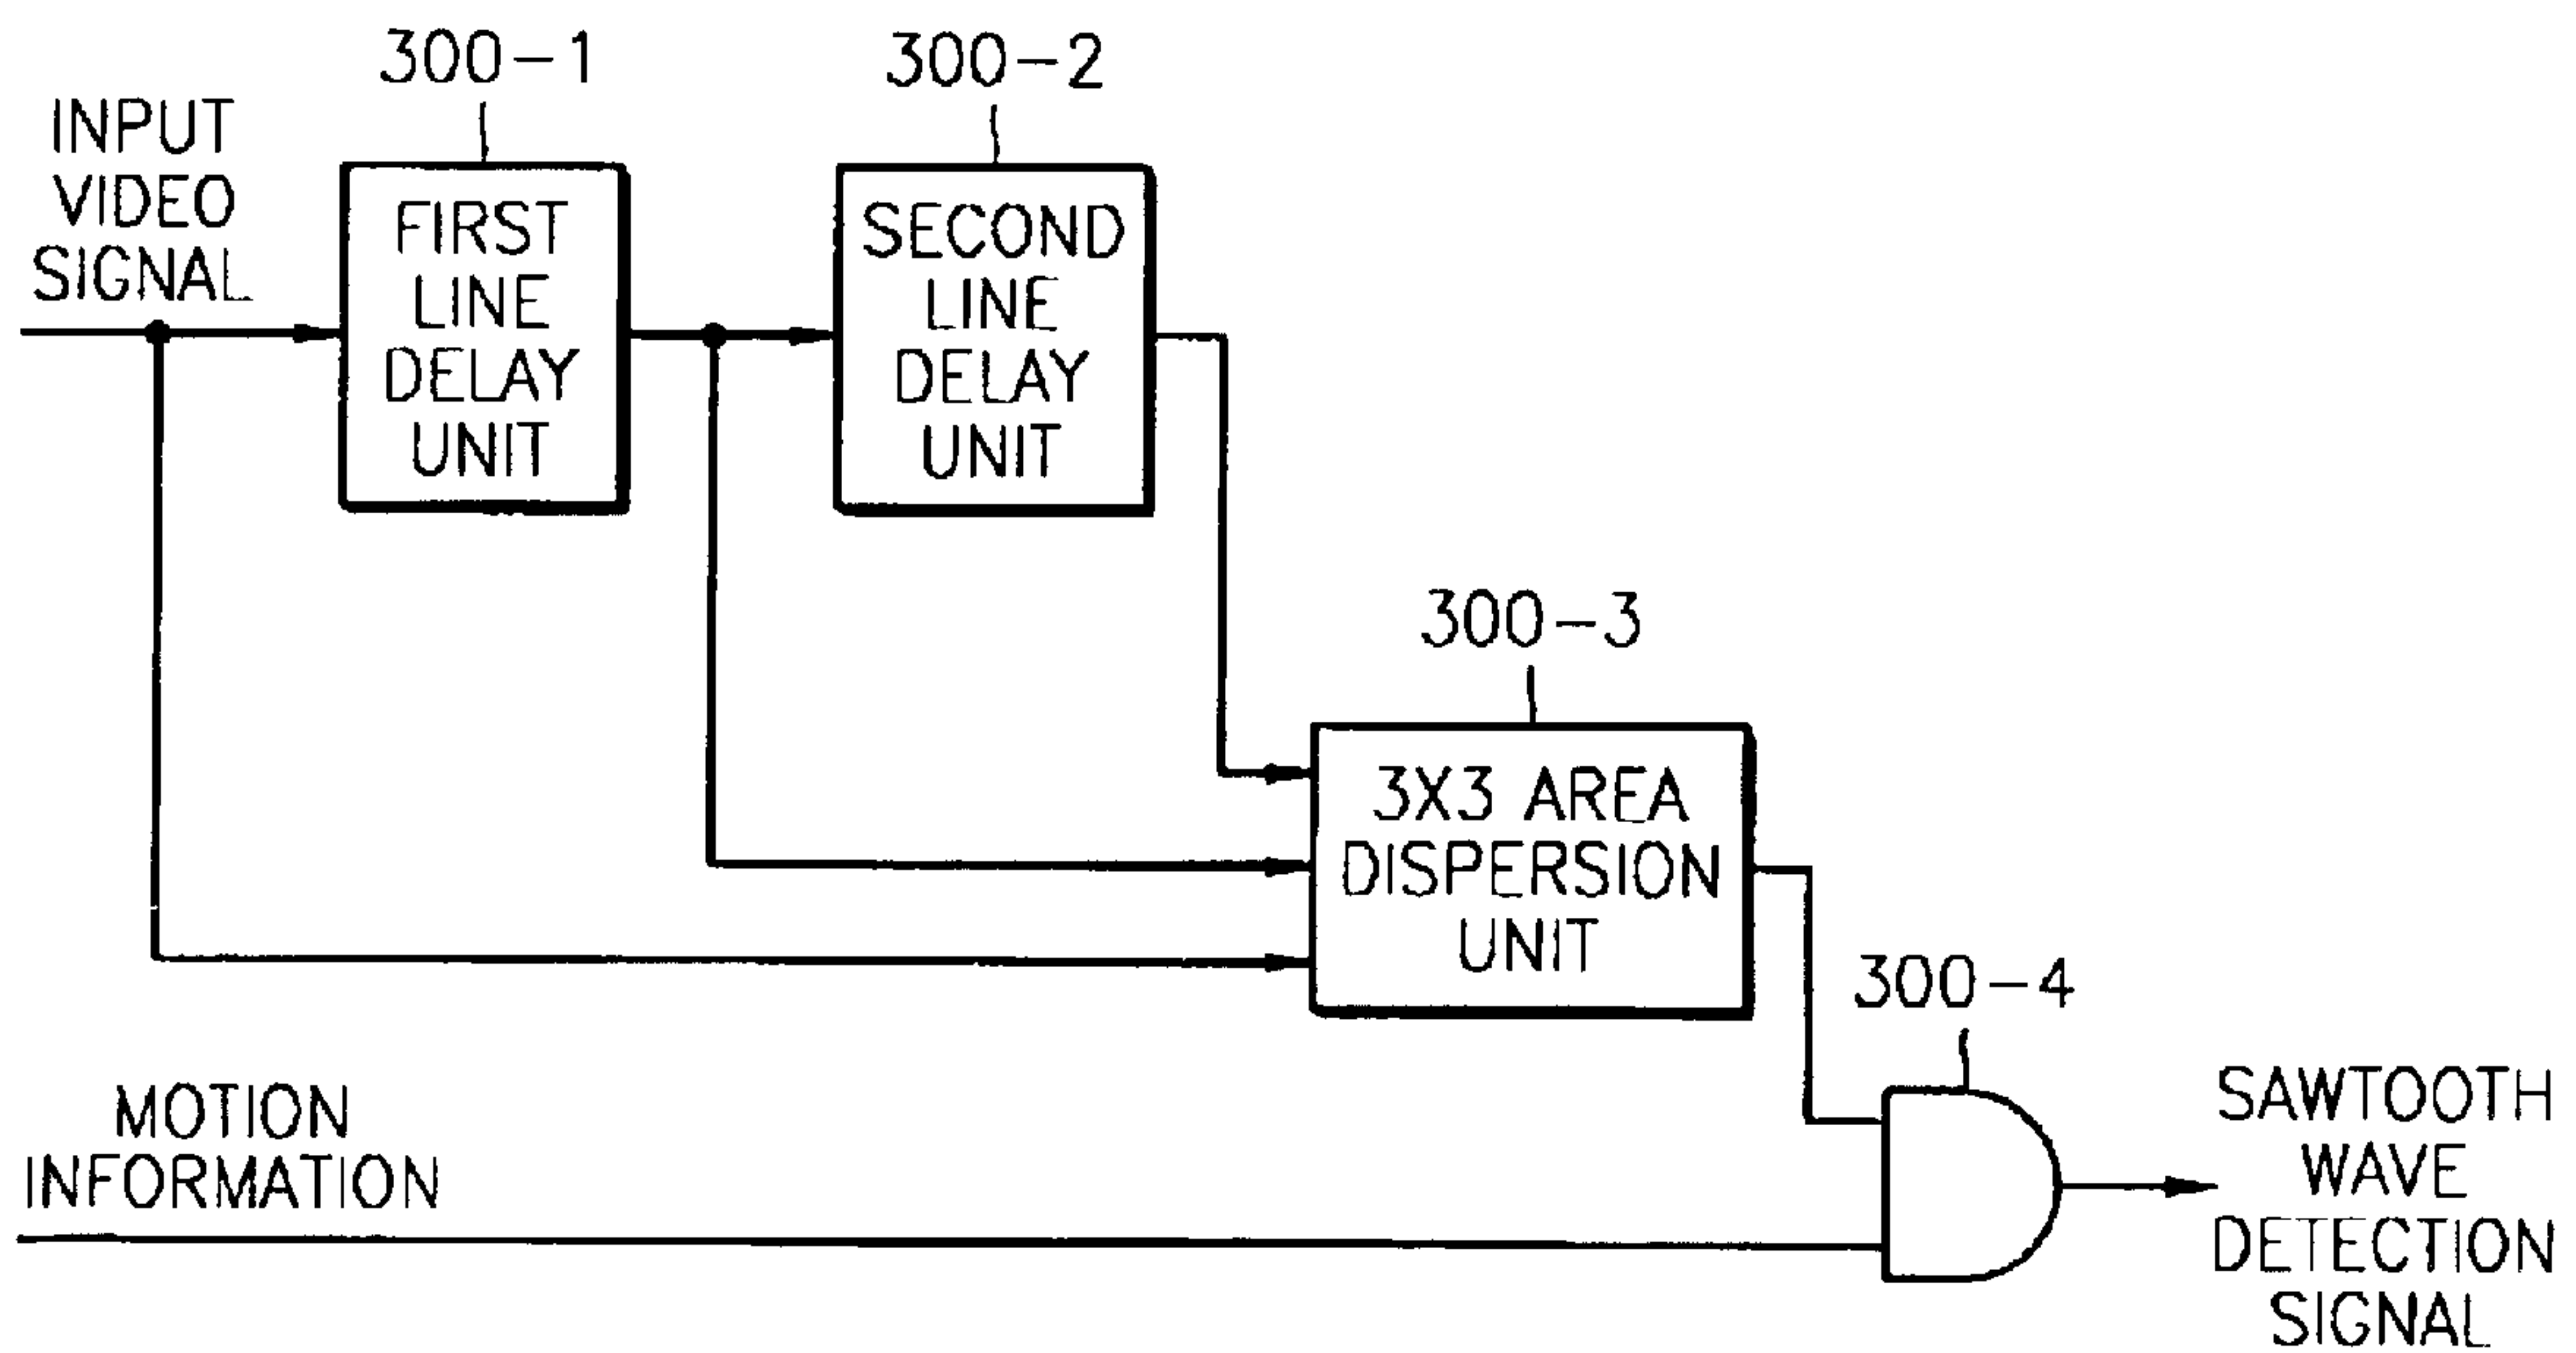 300-1
300-2
INPUT
VIDEO
SIGNAL
FIRST
LINE
DELAY
UNIT
SECOND
LINE
DELAY
UNIT
300-3
3X3 AREA
DISPERSION
UNIT
300-4
MOTION
INFORMATION
SAWTOOTH
WAVE
DETECTION
SIGNAL